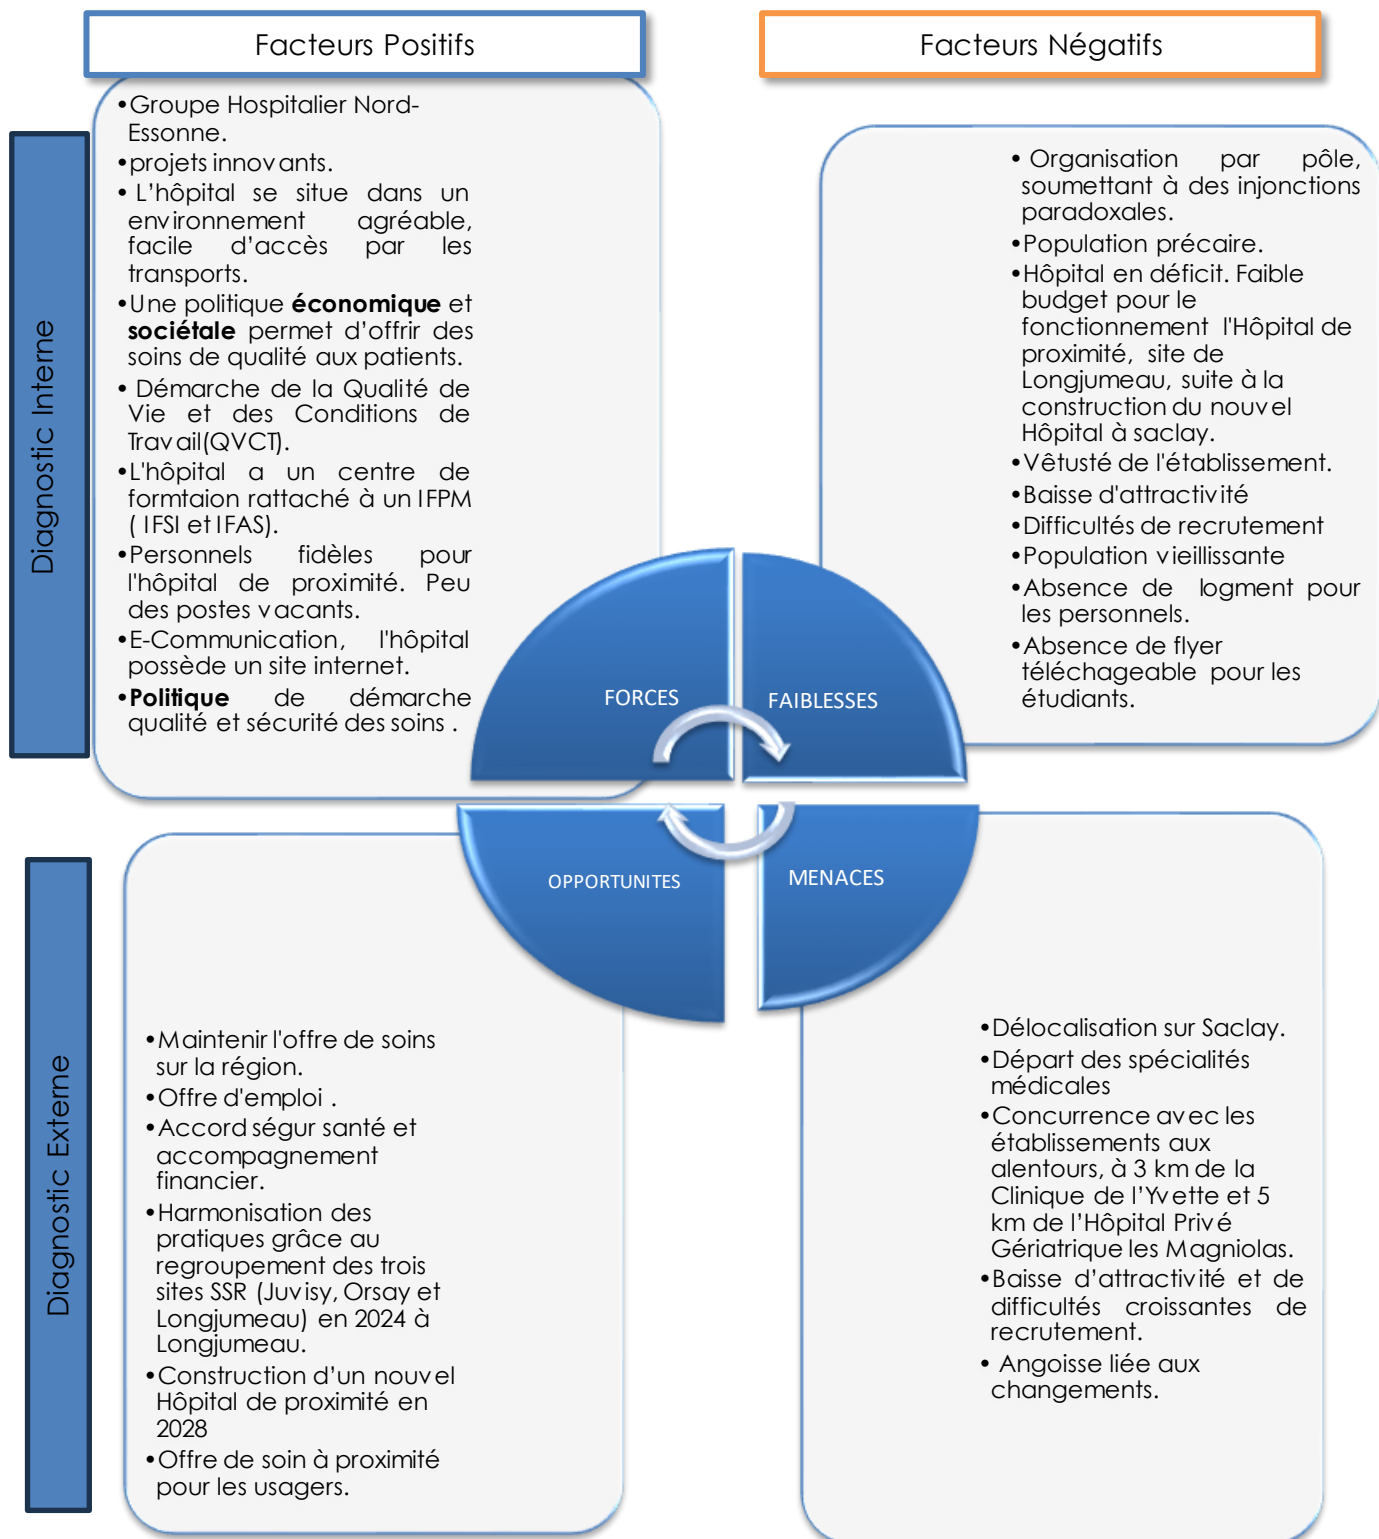 Facteurs Positifs
Facteurs Négatifs
Diagnostic Interne
•Groupe Hospitalier Nord-
Essonne.
•projets innovants.
• L’hôpital se situe dans un
environnement agréable,
facile d’accès par les
transports.
•Une politique économique et
sociétale permet d’offrir des
soins de qualité aux patients.
• Démarche de la Qualité de
Vie et des Conditions de
Travail(QVCT).
•L'hôpital a un centre de
formtaion rattaché à un IFPM
( IFSI et IFAS).
•Personnels fidèles pour
l'hôpital de proximité. Peu
des postes vacants.
•E-Communication, l'hôpital
possède un site internet.
•Politique de démarche
qualité et sécurité des soins .
• Organisation par pôle,
soumettant à des injonctions
paradoxales.
•Population précaire.
•Hôpital en déficit. Faible
budget pour le
fonctionnement l'Hôpital de
proximité, site de
Longjumeau, suite à la
construction du nouvel
Hôpital à saclay.
•Vêtusté de l'établissement.
•Baisse d'attractivité
•Difficultés de recrutement
•Population vieillissante
•Absence de logment pour
les personnels.
•Absence de flyer
téléchageable pour les
étudiants.
FORCES
FAIBLESSES
OPPORTUNITES
MENACES
Diagnostic Externe
•Maintenir l'offre de soins
sur la région.
•Offre d'emploi .
•Accord ségur santé et
accompagnement
financier.
•Harmonisation des
pratiques grâce au
regroupement des trois
sites SSR (Juvisy, Orsay et
Longjumeau) en 2024 à
Longjumeau.
•Construction d’un nouvel
Hôpital de proximité en
2028
•Offre de soin à proximité
pour les usagers.
•Délocalisation sur Saclay.
•Départ des spécialités
médicales
•Concurrence avec les
établissements aux
alentours, à 3 km de la
Clinique de l’Yvette et 5
km de l’Hôpital Privé
Gériatrique les Magniolas.
•Baisse d’attractivité et de
difficultés croissantes de
recrutement.
• Angoisse liée aux
changements.